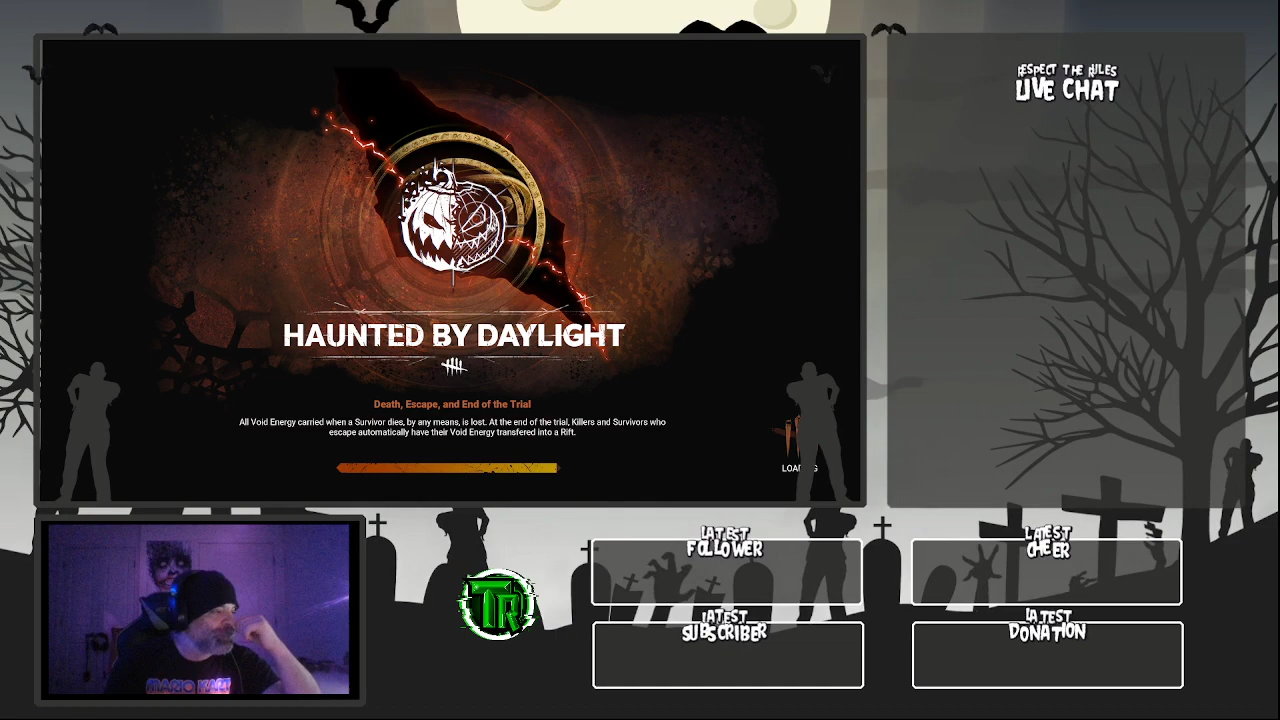 RESPECT THE RULES
LIVE CHAT
HAUNTED BY DAYLIGHT
Death, Escape, and End of the Trial
All Void Energy carried when a Survivor dies, by any means, is lost. At the end of the trial, Killers and Survivors who
escape automatically have their Void Energy transfered into a Rift.
LATEST
FOLLOWER
LATEST
CHEER
LATEST
SUBSCRIBER
LATEST
DONATION
TR
MARIO KART